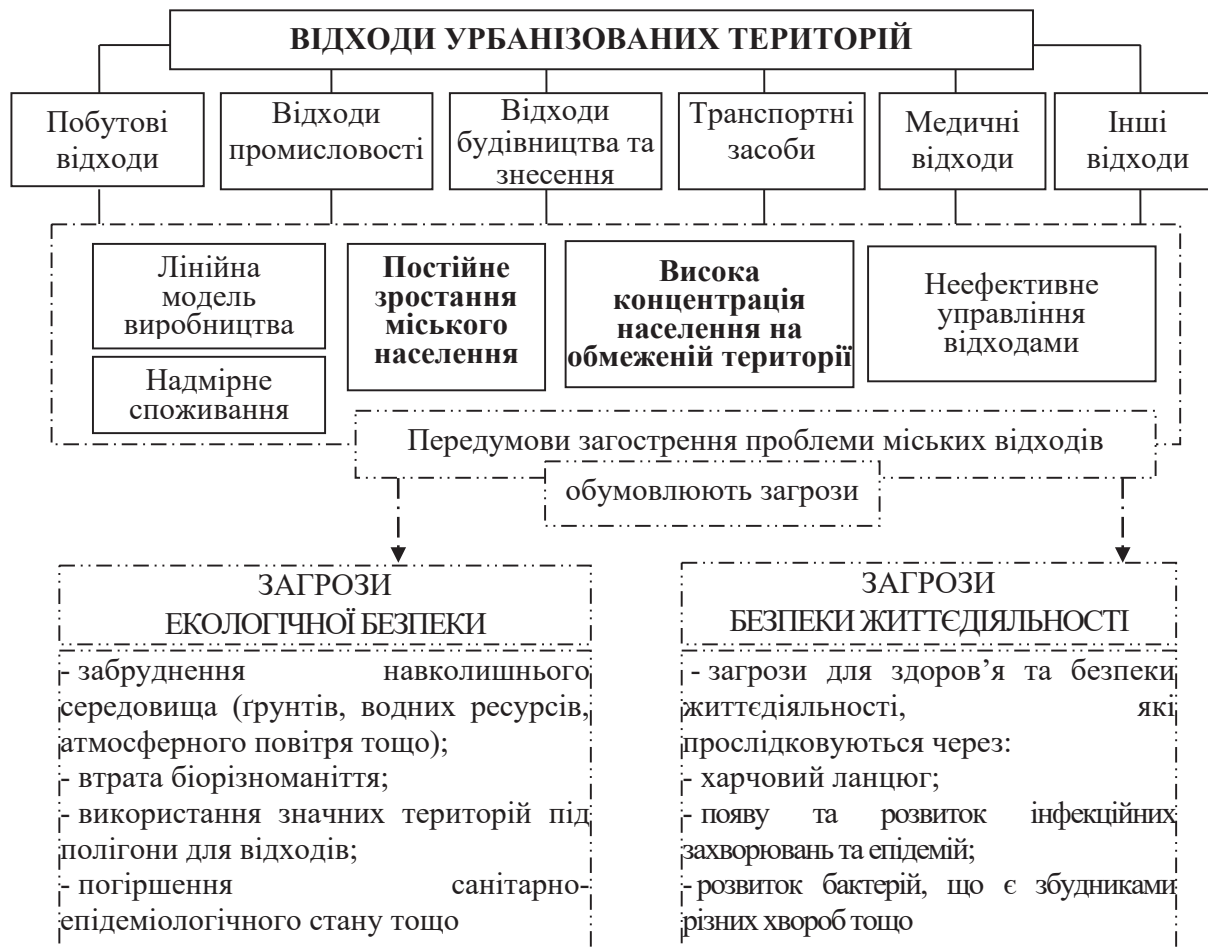 ВІДХОДИ УРБАНІЗОВАНИХ ТЕРИТОРІЙ
Побутові
відходи
Відходи
промисловості
Відходи
будівництва та
знесення
Транспортні
засоби
Медичні
відходи
Інші
відходи
Лінійна
модель
виробництва
Надмірне
споживання
Постійне
зростання
міського
населення
Висока
концентрація
населення на
обмеженій території
Неефективне
управління
відходами
Передумови загострення проблеми міських відходів
обумовлюють загрози
ЗАГРОЗИ
ЕКОЛОГІЧНОЇ БЕЗПЕКИ
- забруднення навколишнього
середовища (ґрунтів, водних ресурсів,
атмосферного повітря тощо);
- втрата біорізноманіття;
- використання значних територій під
полігони для відходів;
- погіршення санітарно-
епідеміологічного стану тощо
ЗАГРОЗИ
БЕЗПЕКИ ЖИТТЄДІЯЛЬНОСТІ
- загрози для здоров’я та безпеки
життєдіяльності, які
прослідковуються через:
- харчовий ланцюг;
- появу та розвиток інфекційних
захворювань та епідемій;
- розвиток бактерій, що є збудниками
різних хвороб тощо